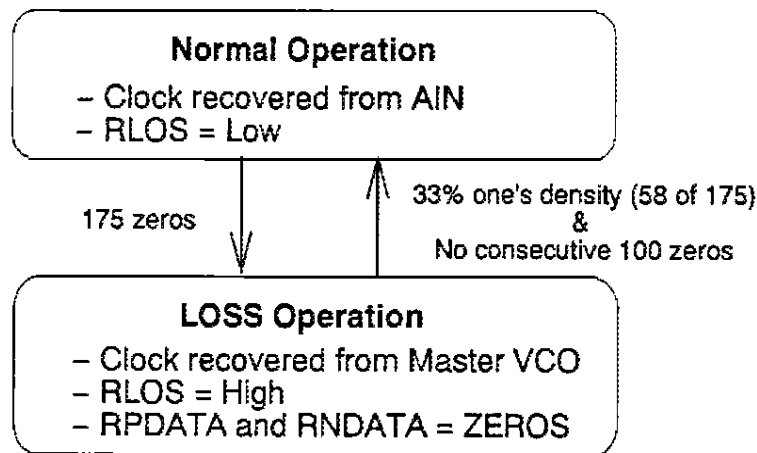 Normal Operation
– Clock recovered from AIN
– RLOS = Low
175 zeros
33% one's density (58 of 175)
&
No consecutive 100 zeros
LOSS Operation
– Clock recovered from Master VCO
– RLOS = High
– RPDATA and RNDATA = ZEROS